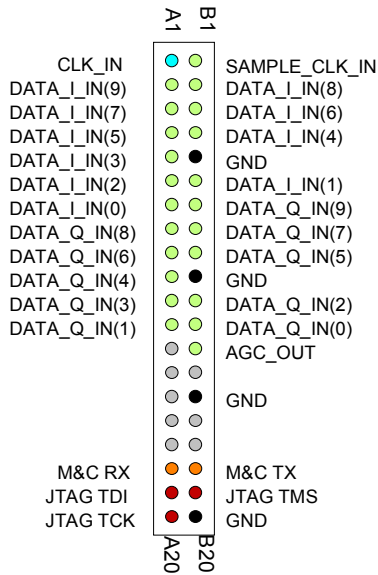 A1 B1
CLK_IN SAMPLE_CLK_IN
DATA_I_IN(9) DATA_I_IN(8)
DATA_I_IN(7) DATA_I_IN(6)
DATA_I_IN(5) DATA_I_IN(4)
DATA_I_IN(3) GND
DATA_I_IN(2) DATA_I_IN(1)
DATA_I_IN(0) DATA_Q_IN(9)
DATA_Q_IN(8) DATA_Q_IN(7)
DATA_Q_IN(6) DATA_Q_IN(5)
DATA_Q_IN(4) GND
DATA_Q_IN(3) DATA_Q_IN(2)
DATA_Q_IN(1) DATA_Q_IN(0)
AGC_OUT
GND
M&C RX M&C TX
JTAG TDI JTAG TMS
JTAG TCK GND
A20 B20